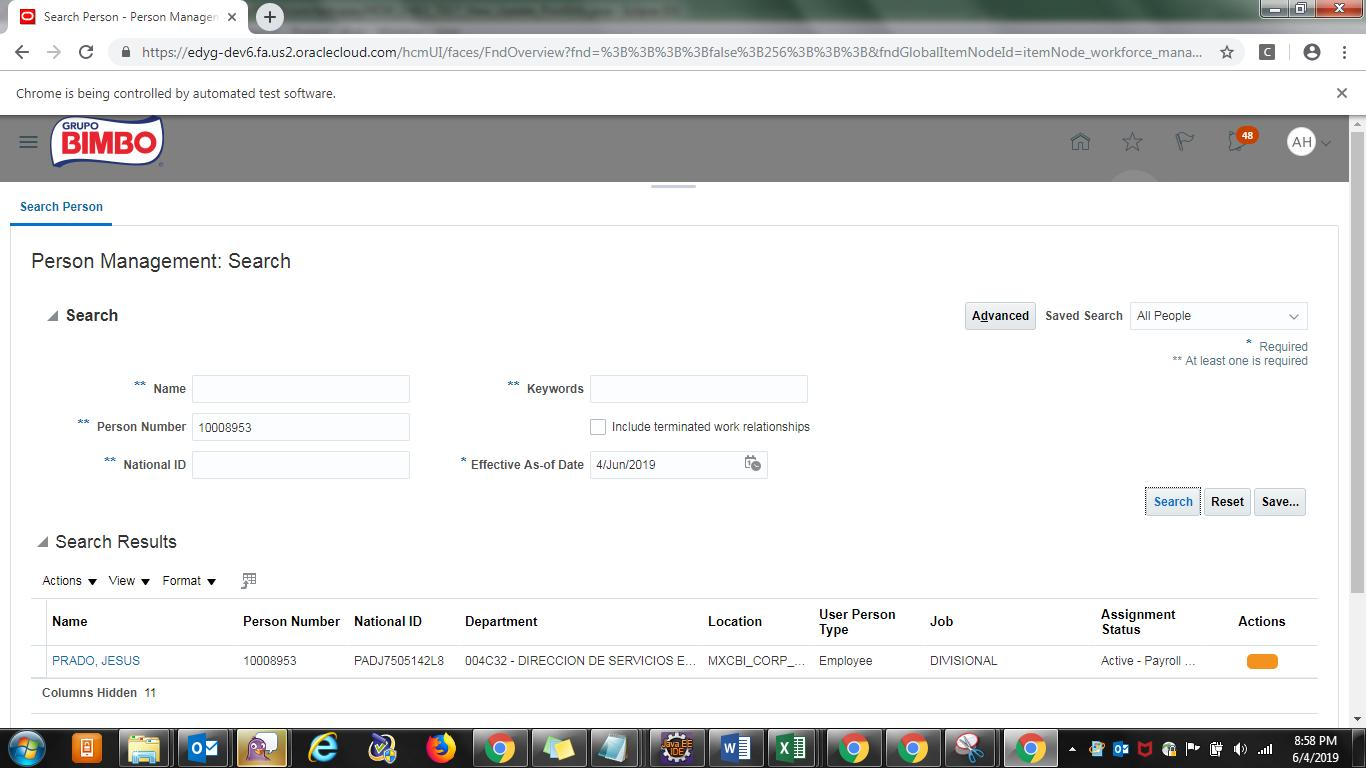 Search Person - Person Managem
https://edyg-dev6.fa.us2.oraclecloud.com/hcmUI/faces/FndOverview?fnd=%3B%3B%3B%3Bfalse%3B256%3B%3B%3B&fndGlobalItemNodeId=itemNode_workforce_mana...
C
Chrome is being controlled by automated test software.
GRUPO
BIMBO
48
AH
Search Person
Person Management: Search
Search
Advanced Saved Search All People
* Required
** At least one is required
** Name
** Keywords
** Person Number 10008953
Include terminated work relationships
** National ID
* Effective As-of Date 4/Jun/2019
Search Reset Save...
Search Results
Actions View Format
Name Person Number National ID Department Location User Person Type Job Assignment Status Actions
PRADO, JESUS 10008953 PADJ7505142L8 004C32 - DIRECCION DE SERVICIOS E... MXCBI_CORP_... Employee DIVISIONAL Active - Payroll ...
Columns Hidden 11
Java EE
IDE
8:58 PM
6/4/2019